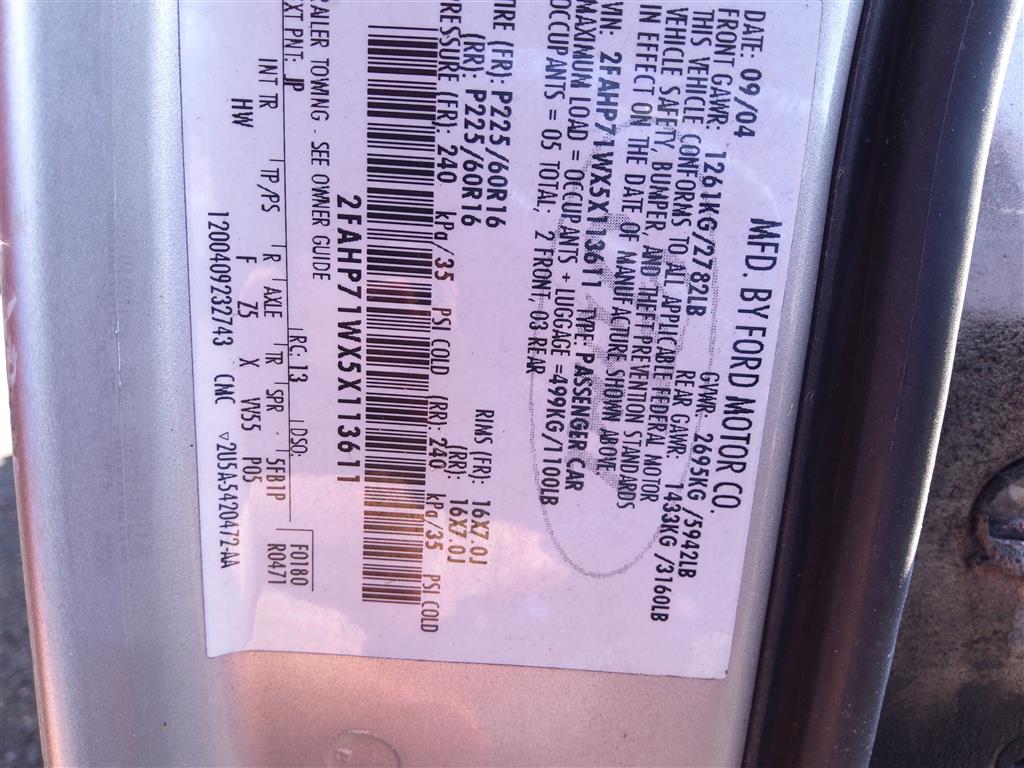 MFD. BY FORD MOTOR CO.
DATE: 09/04 GVWR: 2695KG /5942LB
FRONT GAWR: 1261KG/2782LB REAR GAWR: 1433KG /3160LB
THIS VEHICLE CONFORMS TO ALL APPLICABLE FEDERAL MOTOR
VEHICLE SAFETY, BUMPER, AND THEFT PREVENTION STANDARDS
IN EFFECT ON THE DATE OF MANUFACTURE SHOWN ABOVE.
VIN: 2FAHP71WX5X113611 TYPE: PASSENGER CAR
MAXIMUM LOAD = OCCUPANTS + LUGGAGE =499KG/1100LB
OCCUPANTS = 05 TOTAL, 2 FRONT, 03 REAR
TIRE (FR): P225/60R16 RIMS (FR): 16X7.0J
(RR): P225/60R16 (RR): 16X7.0J
PRESSURE (FR): 240 kPa/35 PSI COLD (RR): 240 kPa/35 PSI COLD
2FAHP71WX5X113611
TRAILER TOWING - SEE OWNER GUIDE
EXT PNT: JP RC: 13 DSO: F01B0
R0471
INT TR TP/PS R AXLE TR SPR 5FB1P
HW F Z5 X W55 P05
12004092327​43 CNC ▽2U5A5420472-AA